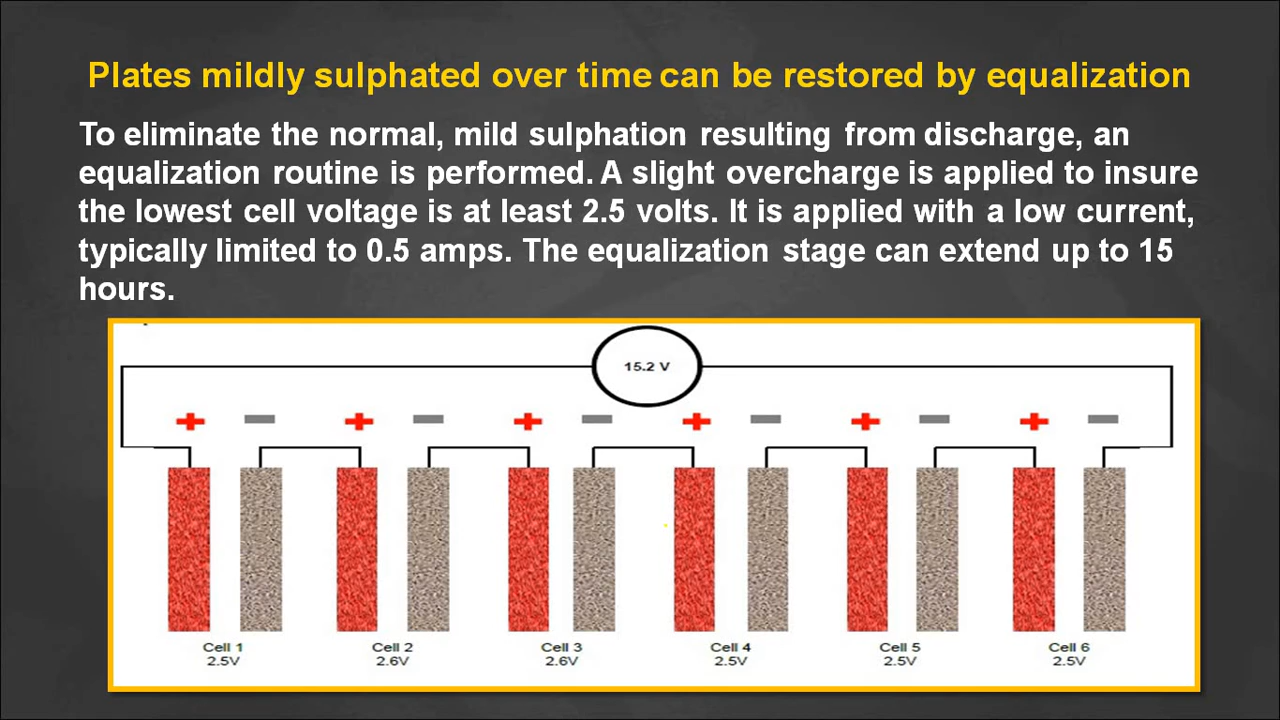 Plates mildly sulphated over time can be restored by equalization
To eliminate the normal, mild sulphation resulting from discharge, an
equalization routine is performed. A slight overcharge is applied to insure
the lowest cell voltage is at least 2.5 volts. It is applied with a low current,
typically limited to 0.5 amps. The equalization stage can extend up to 15
hours.
15.2 V
+ − + − + − + − + − + −
Cell 1 Cell 2 Cell 3 Cell 4 Cell 5 Cell 6
2.5V 2.6V 2.6V 2.5V 2.5V 2.5V